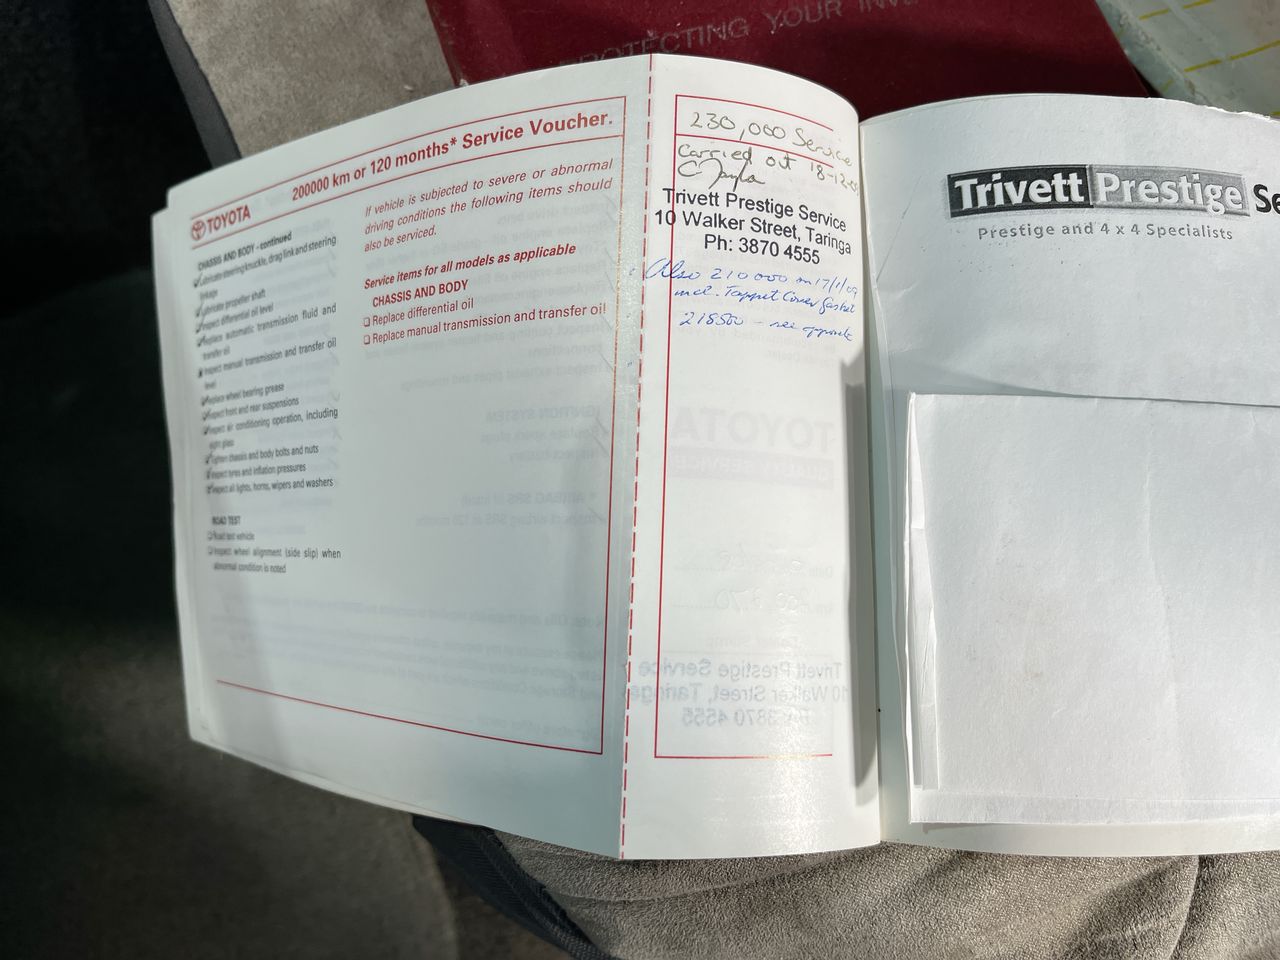 PROTECTING YOUR INVE
TOYOTA
200000 km or 120 months* Service Voucher.
CHASSIS AND BODY - continued
Lubricate steering knuckle, drag link and steering
linkage
Lubricate propeller shaft
Inspect differential oil level
Replace automatic transmission fluid and
transfer oil
Inspect manual transmission and transfer oil
level
Replace wheel bearing grease
Inspect front and rear suspensions
Inspect air conditioning operation, including
sight glass
Tighten chassis and body bolts and nuts
Inspect tyres and inflation pressures
Inspect all lights, horns, wipers and washers
ROAD TEST
Road test vehicle
Inspect wheel alignment (side slip) when
abnormal condition is noted
If vehicle is subjected to severe or abnormal
driving conditions the following items should
also be serviced.
Service items for all models as applicable
CHASSIS AND BODY
Replace differential oil
Replace manual transmission and transfer oil
230,000 Service
Carried out 18-12-09
Trivett Prestige Service
10 Walker Street, Taringa
Ph: 3870 4555
Also 210 000 on 17/1/09
incl. Tappet Cover gasket
218500 - see opposite
Trivett Prestige Se
Prestige and 4 x 4 Specialists